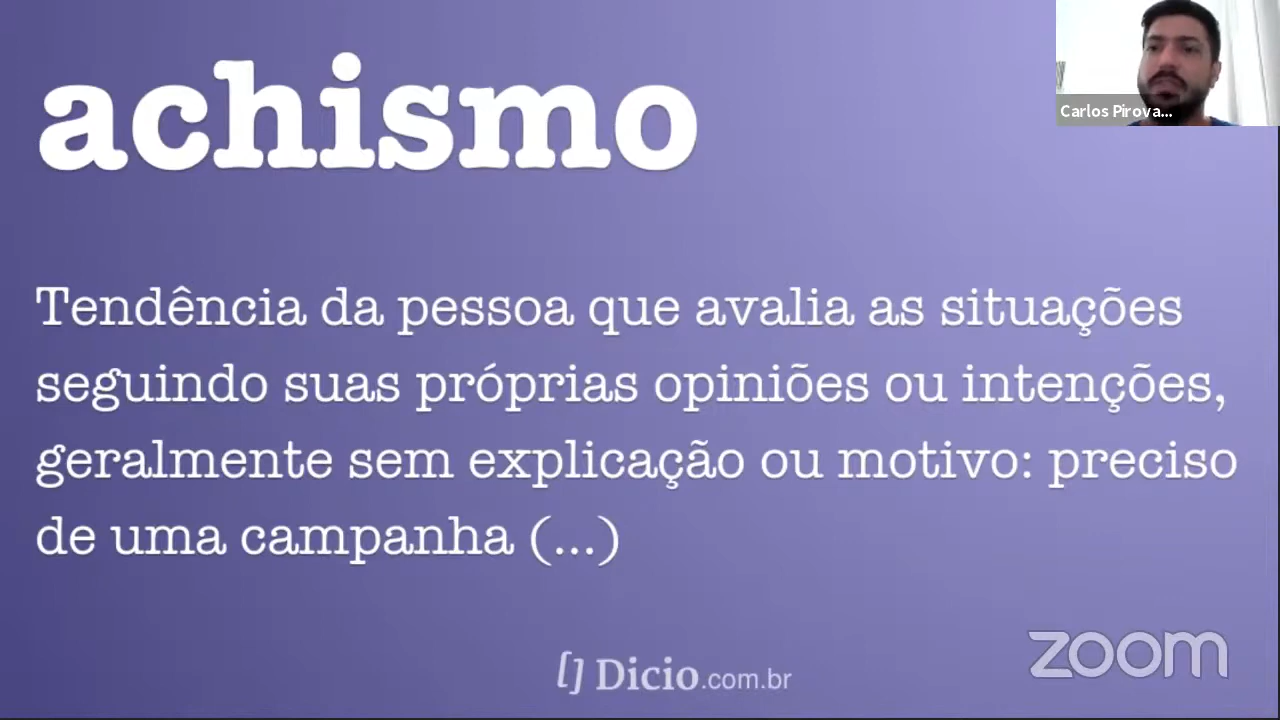 achismo
Carlos Pirova...
Tendência da pessoa que avalia as situações
seguindo suas próprias opiniões ou intenções,
geralmente sem explicação ou motivo: preciso
de uma campanha (...)
[] Dicio.com.br
zoom